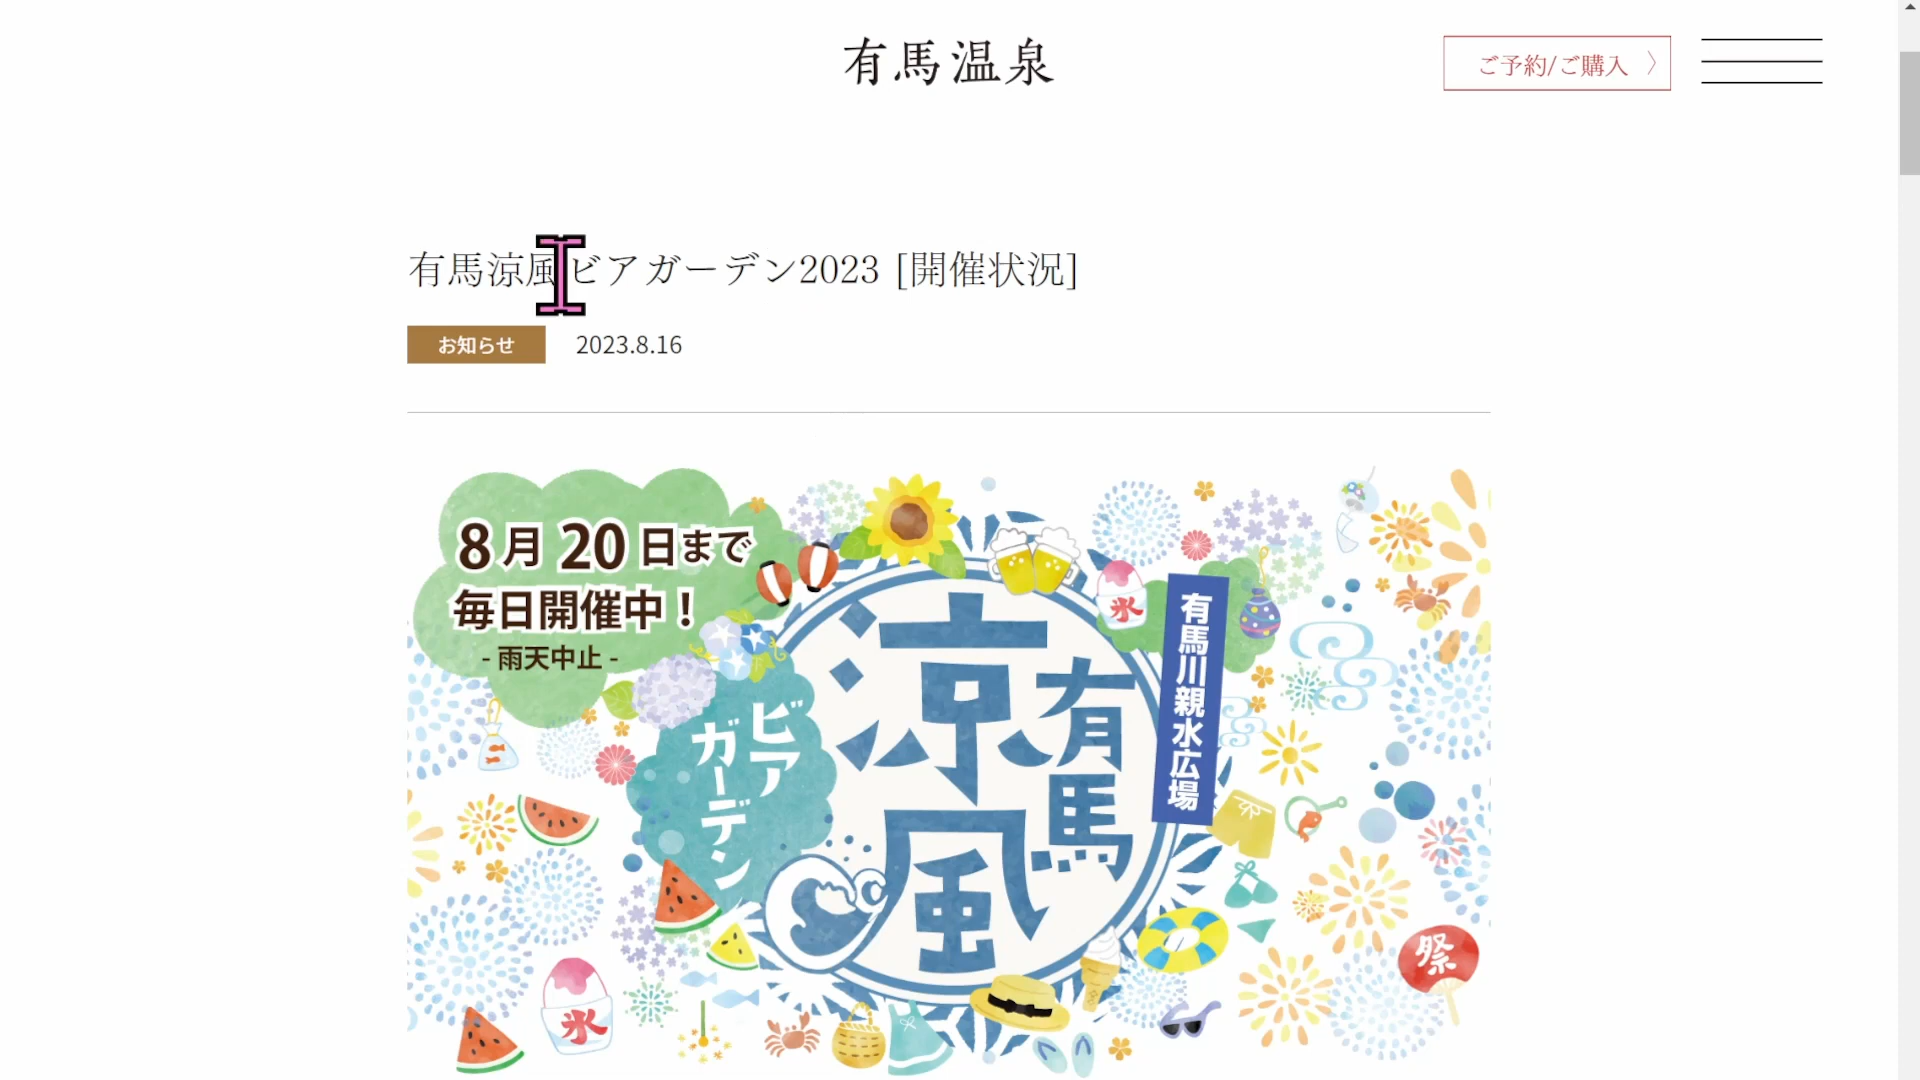 有馬温泉
ご予約/ご購入
有馬涼風ビアガーデン2023 [開催状況]
お知らせ 2023.8.16
8月20日まで
毎日開催中！
- 雨天中止 -
有馬
涼風
ビア
ガーデン
有馬川親水広場
氷
氷
祭